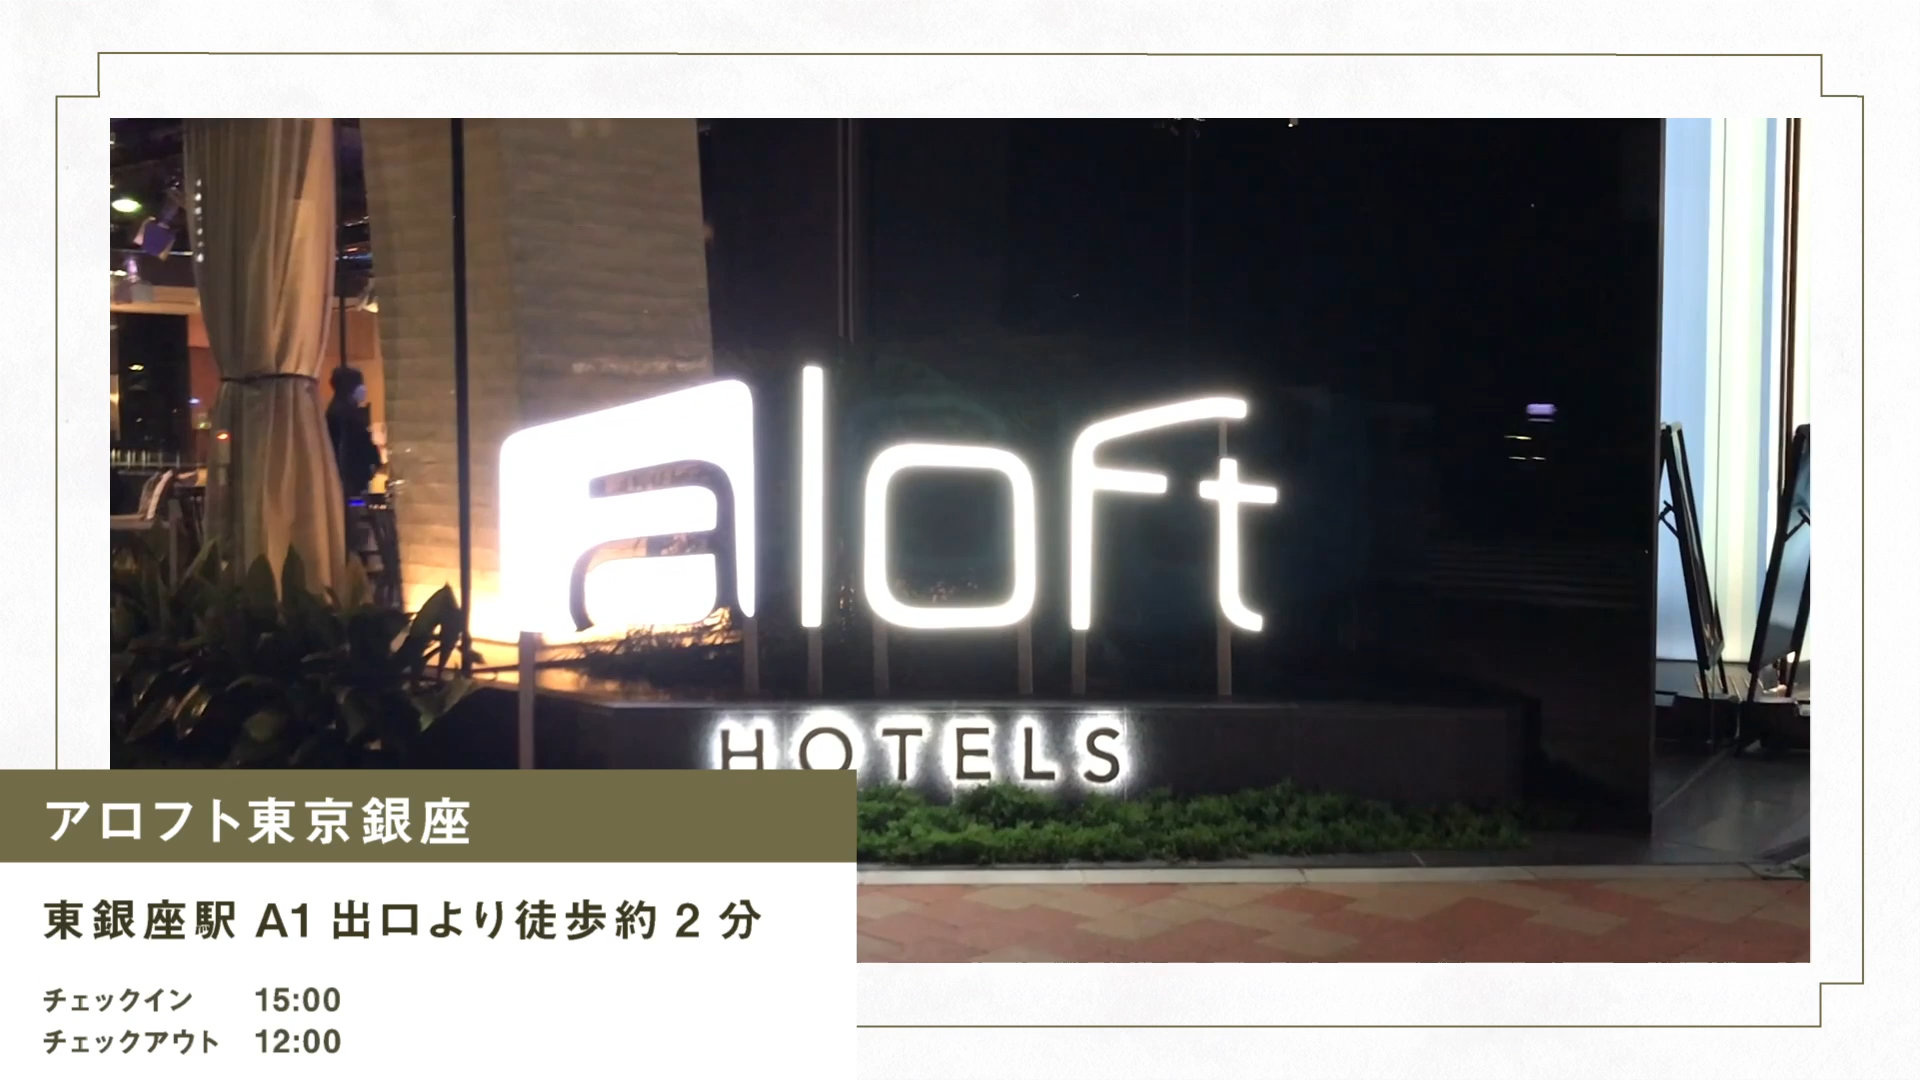 aloft
HOTELS
アロフト東京銀座
東銀座駅 A1 出口より徒歩約 2 分
チェックイン 15:00
チェックアウト 12:00